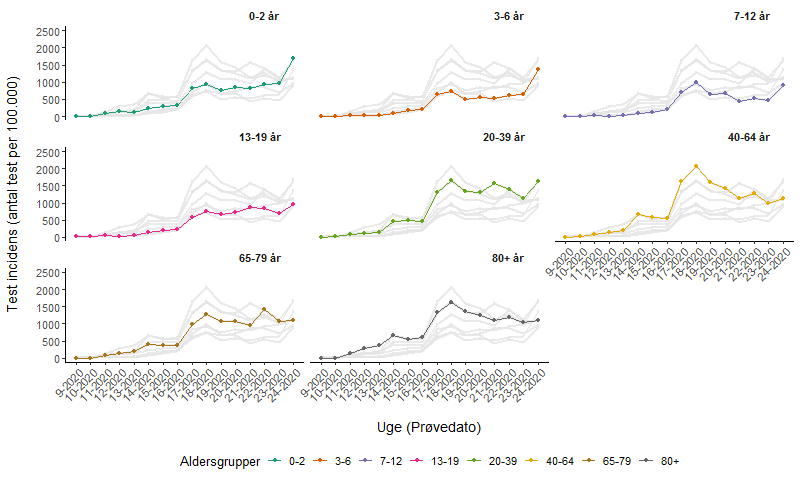 0-2 år 3-6 år 7-12 år
2500
2000
1500
1000
500
0
13-19 år 20-39 år 40-64 år
2500
2000
1500
1000
500
0
9-2020 10-2020 11-2020 12-2020 13-2020 14-2020 15-2020 16-2020 17-2020 18-2020 19-2020 20-2020 21-2020 22-2020 23-2020 24-2020
65-79 år 80+ år
2500
2000
1500
1000
500
0
9-2020 10-2020 11-2020 12-2020 13-2020 14-2020 15-2020 16-2020 17-2020 18-2020 19-2020 20-2020 21-2020 22-2020 23-2020 24-2020
9-2020 10-2020 11-2020 12-2020 13-2020 14-2020 15-2020 16-2020 17-2020 18-2020 19-2020 20-2020 21-2020 22-2020 23-2020 24-2020
Test incidens (antal test per 100.000)
Uge (Prøvedato)
Aldersgrupper 0-2 3-6 7-12 13-19 20-39 40-64 65-79 80+